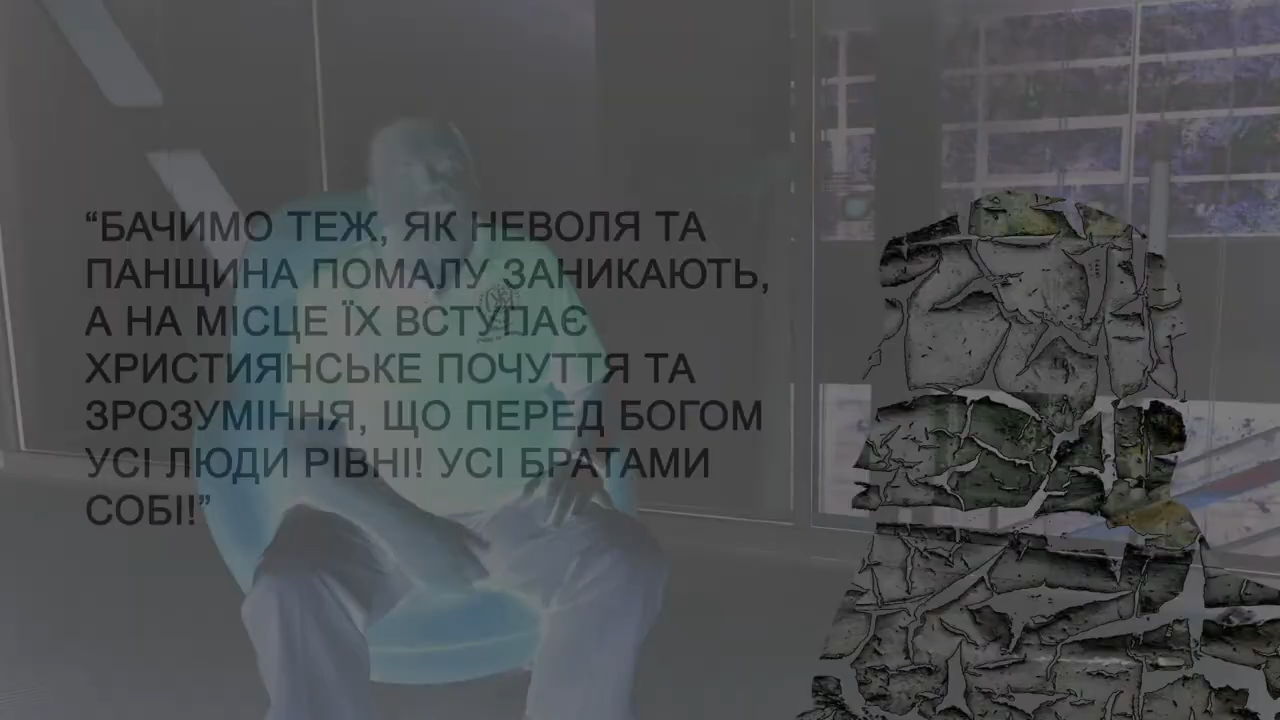 “БАЧИМО ТЕЖ, ЯК НЕВОЛЯ ТА
ПАНЩИНА ПОМАЛУ ЗАНИКАЮТЬ,
А НА МІСЦЕ ЇХ ВСТУПАЄ
ХРИСТИЯНСЬКЕ ПОЧУТТЯ ТА
ЗРОЗУМІННЯ, ЩО ПЕРЕД БОГОМ
УСІ ЛЮДИ РІВНІ! УСІ БРАТАМИ
СОБІ!”